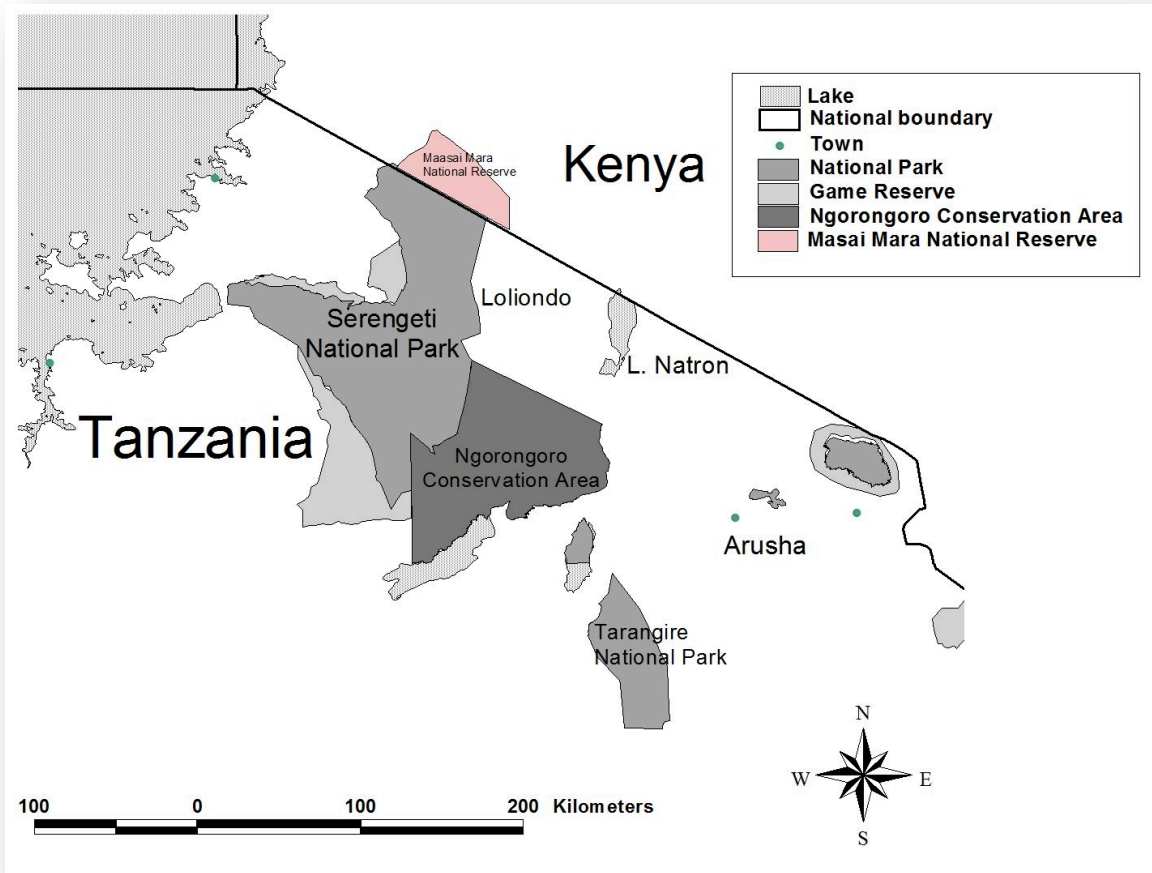 Lake
National boundary
Town
National Park
Game Reserve
Ngorongoro Conservation Area
Masai Mara National Reserve
Kenya
Maasai Mara
National Reserve
Loliondo
Serengeti
National Park
L. Natron
Tanzania
Ngorongoro
Conservation Area
Arusha
Tarangire
National Park
N
W E
S
100 0 100 200 Kilometers